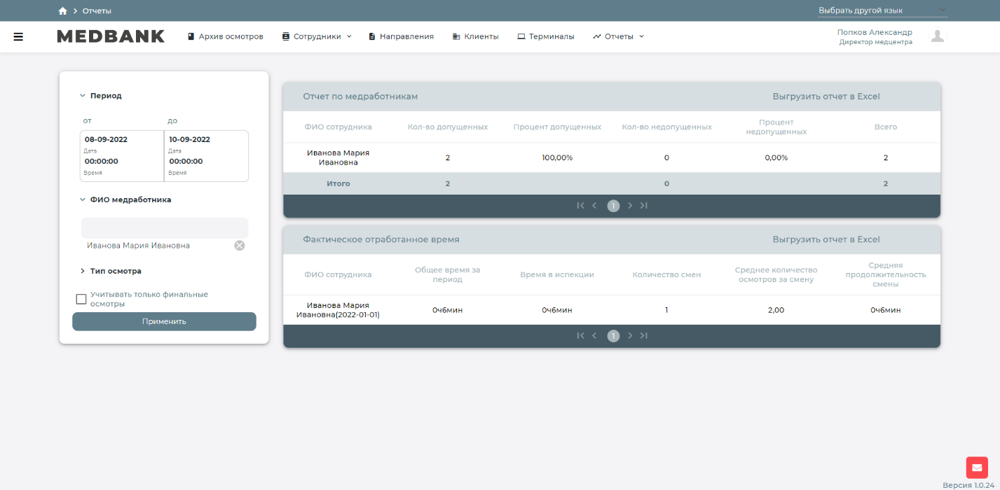 Отчеты
Выбрать другой язык
MEDBANK
Архив осмотров
Сотрудники
Направления
Клиенты
Терминалы
Отчеты
Попков Александр
Директор медцентра
Период
от
до
08-09-2022
10-09-2022
Дата
Дата
00:00:00
00:00:00
Время
Время
ФИО медработника
Иванова Мария Ивановна
Тип осмотра
Учитывать только финальные
осмотры
Применить
Отчет по медработникам
Выгрузить отчет в Excel
ФИО сотрудника
Кол-во допущенных
Процент допущенных
Кол-во недопущенных
Процент
недопущенных
Всего
Иванова Мария
Ивановна
2
100,00%
0
0,00%
2
Итого
2
0
2
1
Фактическое отработанное время
Выгрузить отчет в Excel
ФИО сотрудника
Общее время за
период
Время в испекции
Количество смен
Среднее количество
осмотров за смену
Средняя
продолжительность
смены
Иванова Мария
Ивановна(2022-01-01)
0ч6мин
0ч6мин
1
2,00
0ч6мин
1
Версия 1.0.24